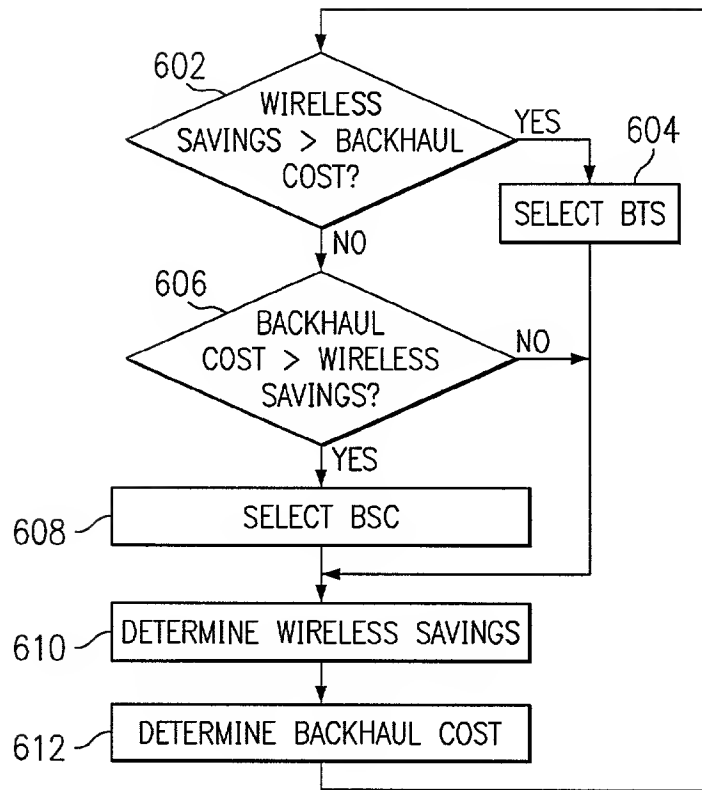 602
WIRELESS
SAVINGS > BACKHAUL
COST?
YES
604
SELECT BTS
NO
606
BACKHAUL
COST > WIRELESS
SAVINGS?
NO
YES
608
SELECT BSC
610
DETERMINE WIRELESS SAVINGS
612
DETERMINE BACKHAUL COST